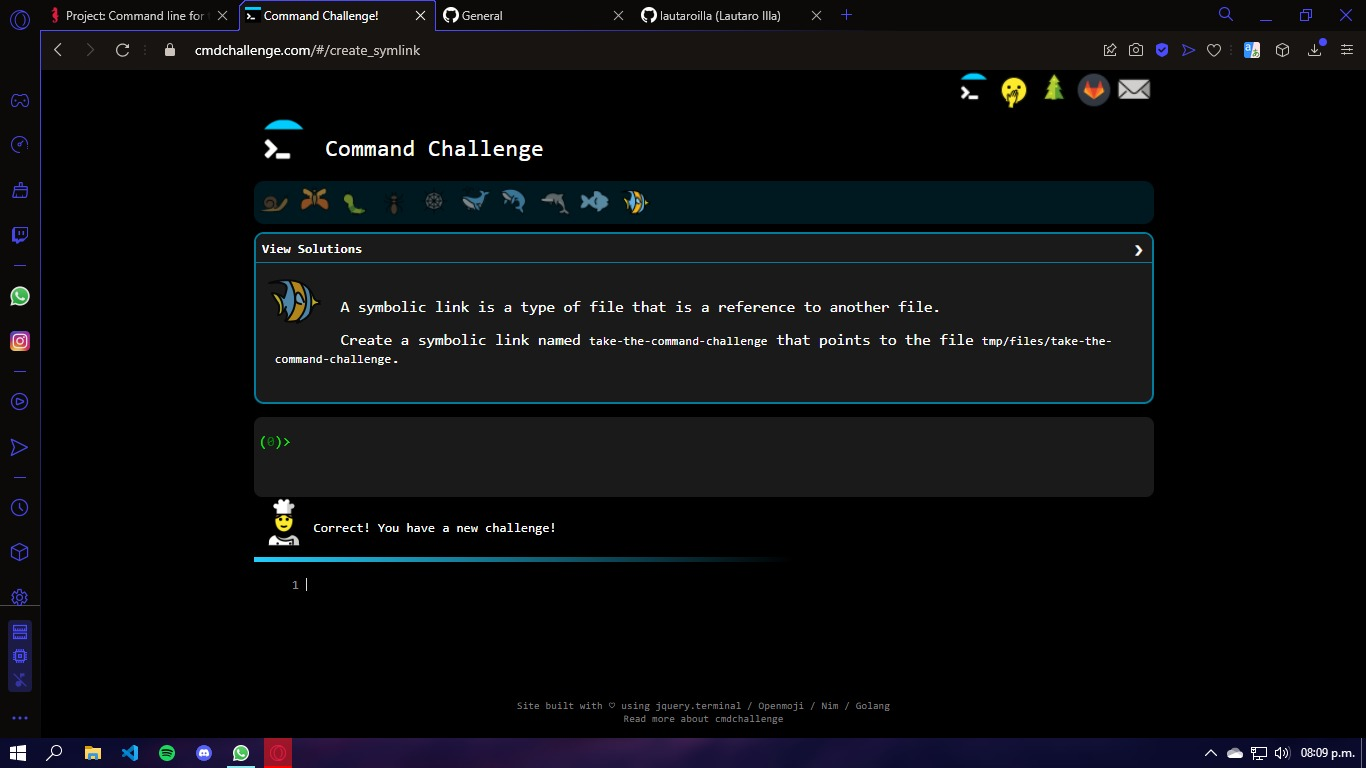 Project: Command line for
Command Challenge!
General
lautaroilla (Lautaro Illa)
cmdchallenge.com/#/create_symlink
Command Challenge
View Solutions
A symbolic link is a type of file that is a reference to another file.
Create a symbolic link named take-the-command-challenge that points to the file tmp/files/take-the-
command-challenge.
(0)>
Correct! You have a new challenge!
1
Site built with ♡ using jquery.terminal / Openmoji / Nim / Golang
Read more about cmdchallenge
08:09 p.m.